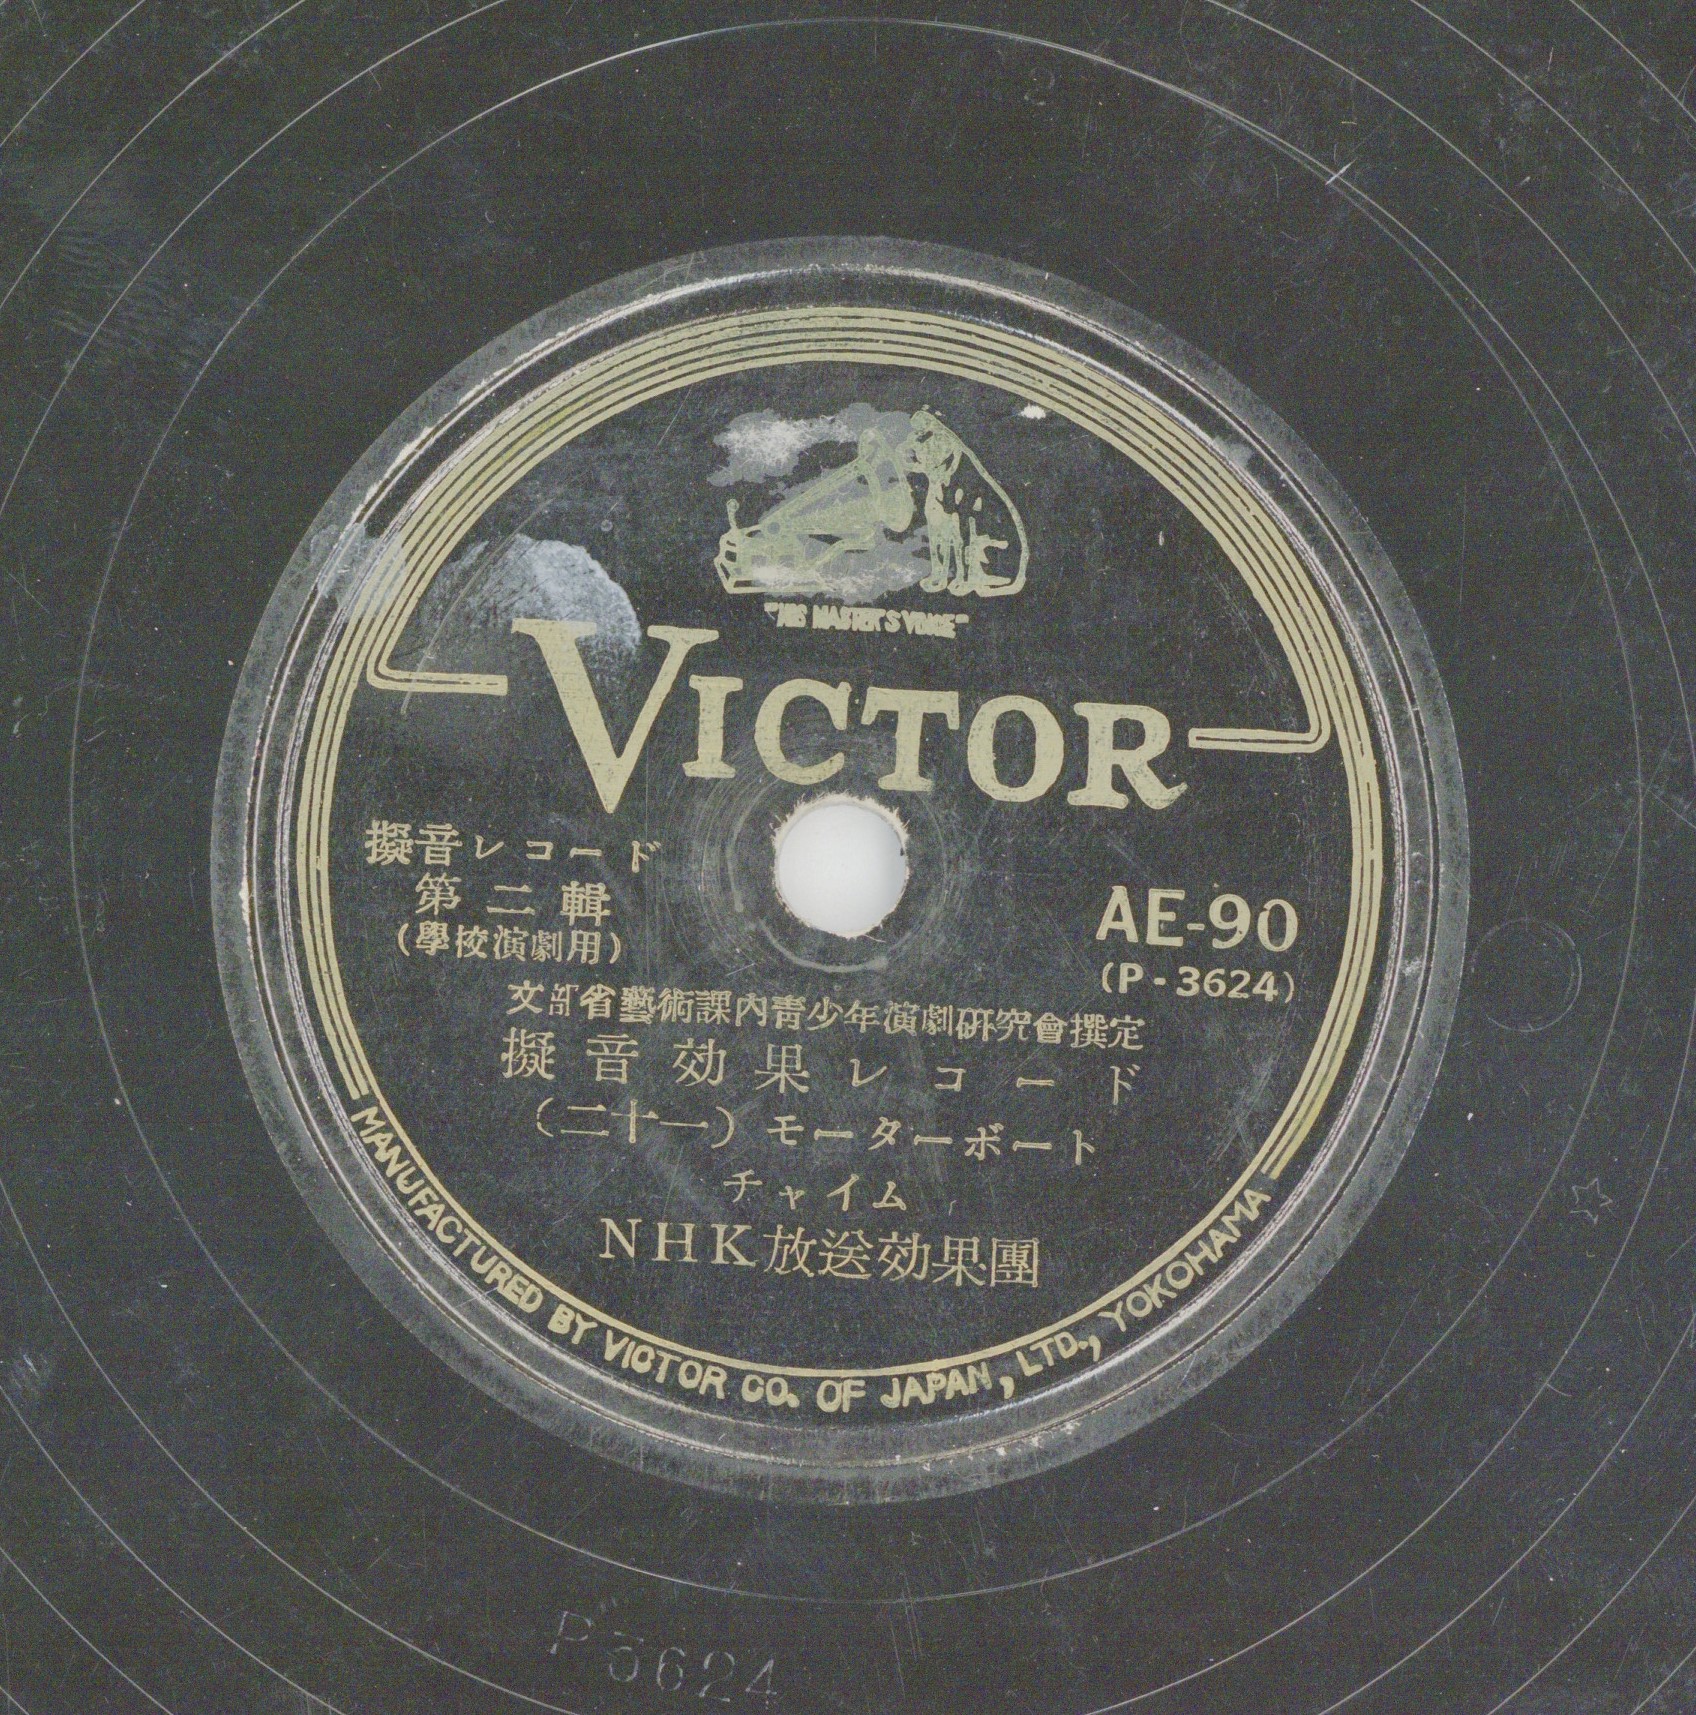 2
"HIS MASTER'S VOICE"
VICTOR
擬音レコード
第二輯
(學校演劇用)
AE-90
(P-3624)
文部省藝術課內青少年演劇研究會撰定
擬音効果レコード
(二十一) モーターボート
チャイム
NHK放送効果團
MANUFACTURED BY VICTOR CO. OF JAPAN, LTD., YOKOHAMA
P3624